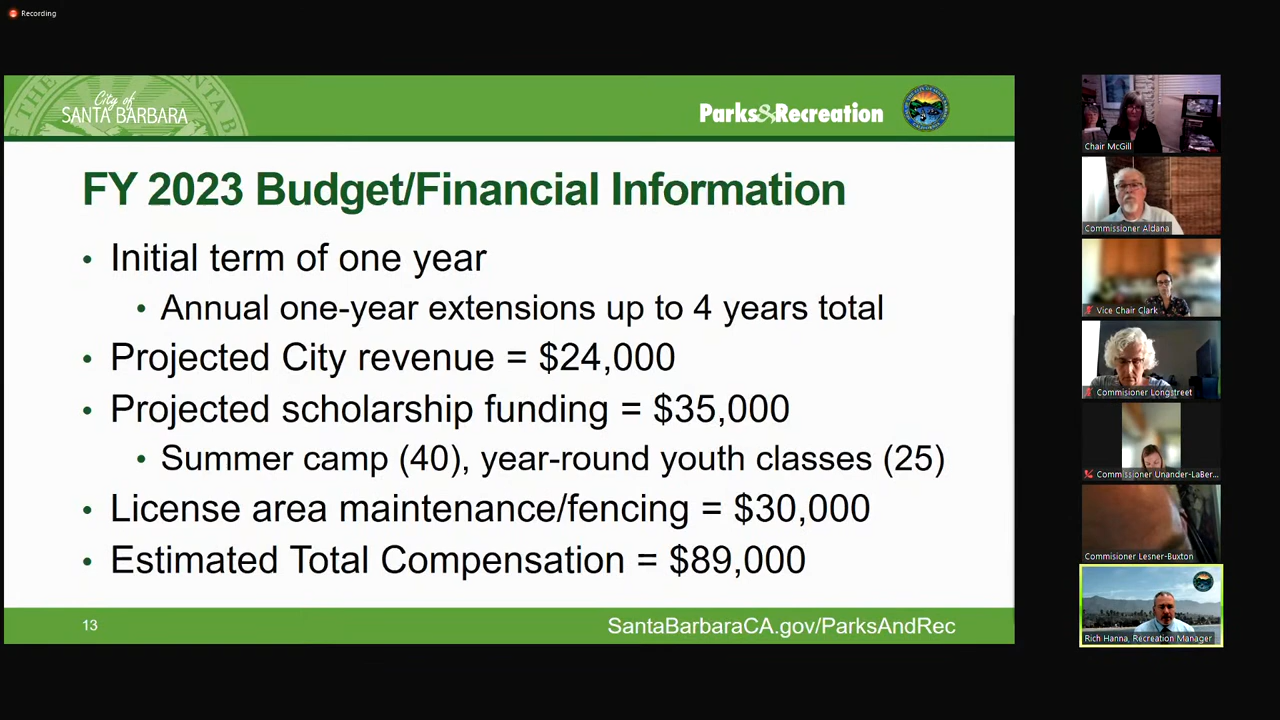 Recording
City of
SANTA BARBARA
Parks&Recreation
FY 2023 Budget/Financial Information
• Initial term of one year
• Annual one-year extensions up to 4 years total
• Projected City revenue = $24,000
• Projected scholarship funding = $35,000
• Summer camp (40), year-round youth classes (25)
• License area maintenance/fencing = $30,000
• Estimated Total Compensation = $89,000
13
SantaBarbaraCA.gov/ParksAndRec
Chair McGill
Commissioner Aldana
Vice Chair Clark
Commisioner Longstreet
Commissioner Unander-LaBer...
Commisioner Lesner-Buxton
Rich Hanna, Recreation Manager